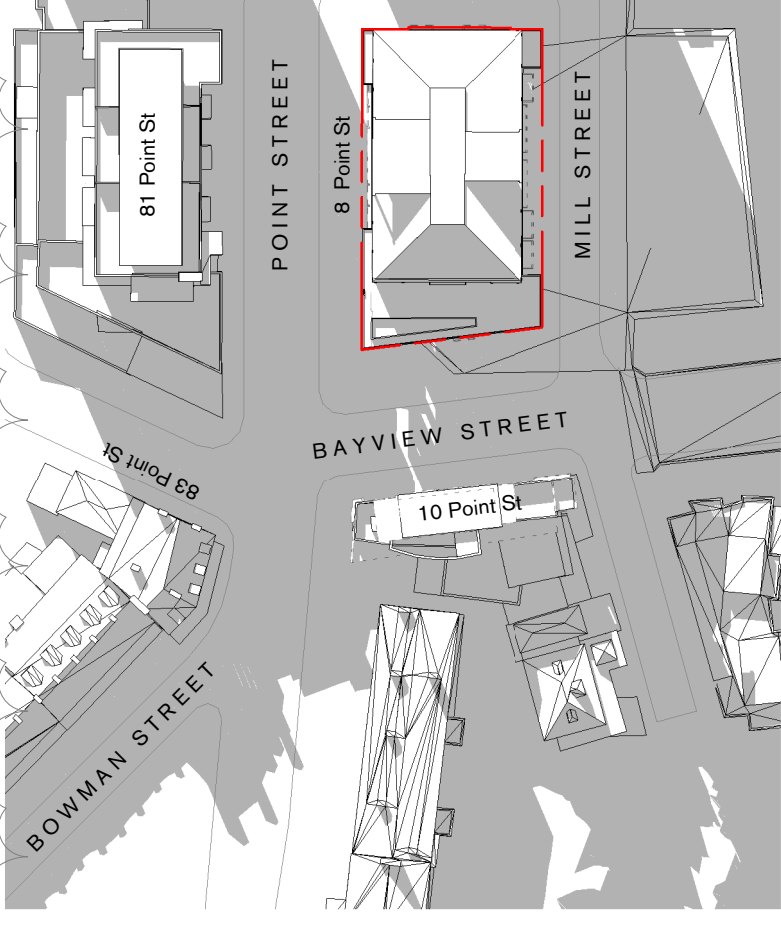 81 Point St
POINT STREET
8 Point St
MILL STREET
BAYVIEW STREET
83 Point St
10 Point St
BOWMAN STREET